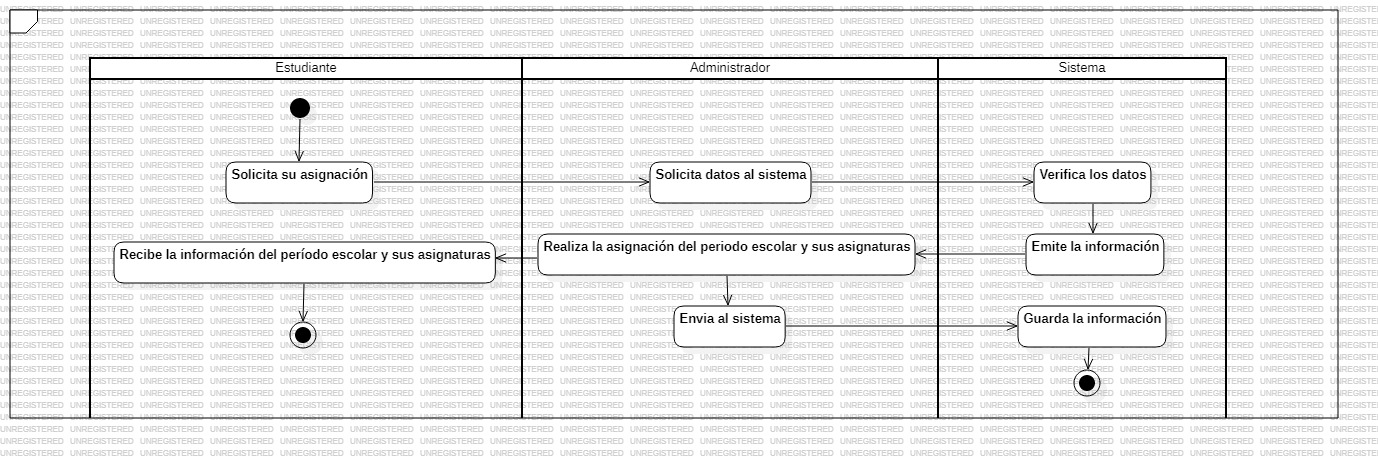 Estudiante
Administrador
Sistema
Solicita su asignación
Solicita datos al sistema
Verifica los datos
Recibe la información del período escolar y sus asignaturas
Realiza la asignación del periodo escolar y sus asignaturas
Emite la información
Envia al sistema
Guarda la información
UNREGISTERED